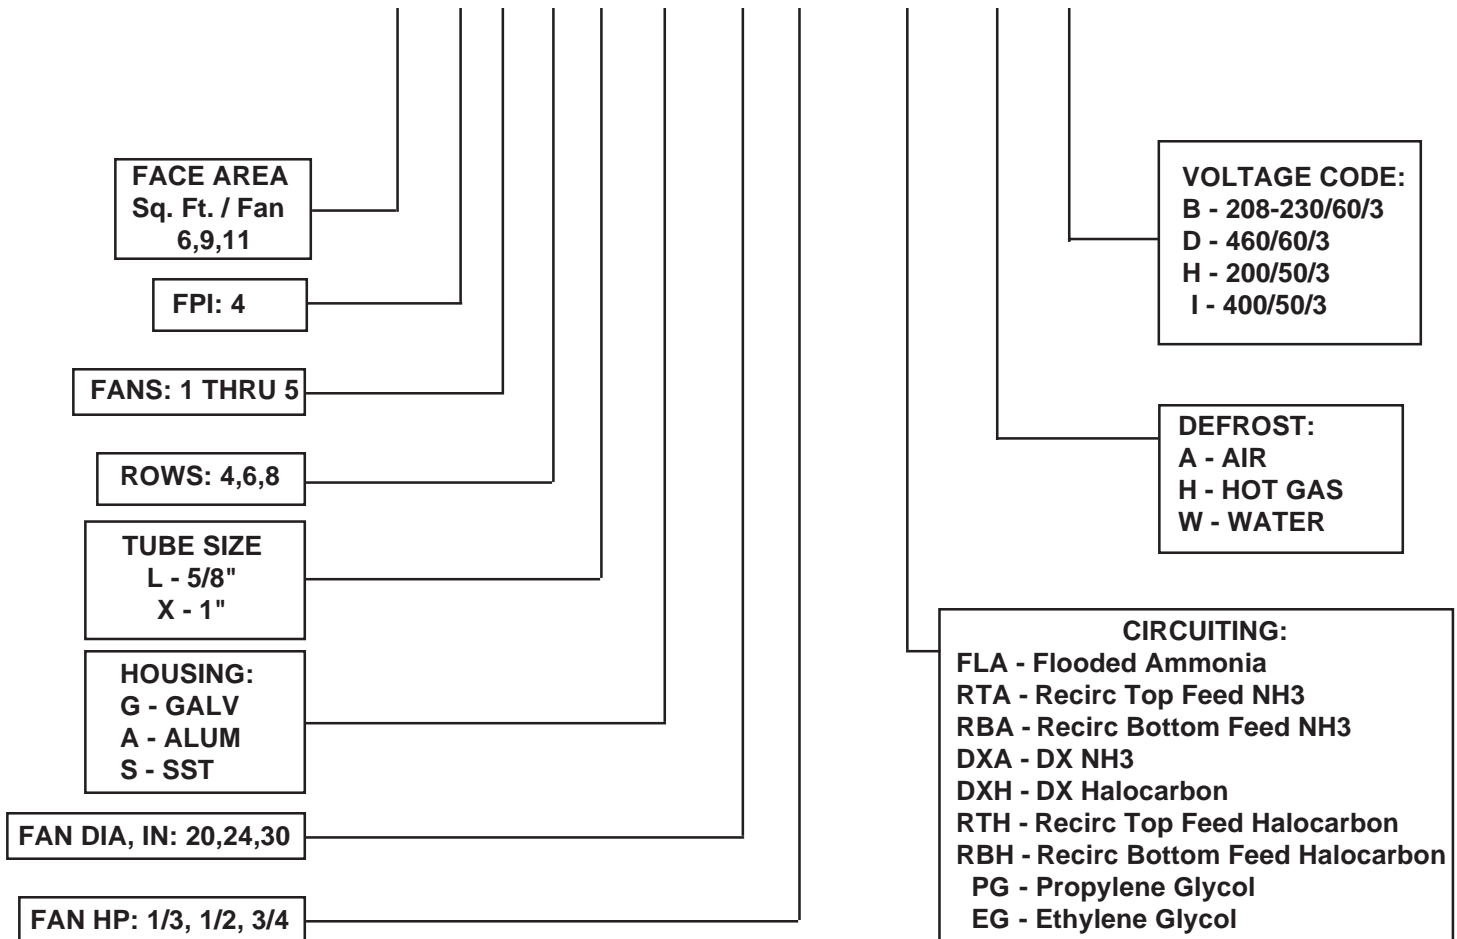 FACE AREA
Sq. Ft. / Fan
6,9,11
FPI: 4
FANS: 1 THRU 5
ROWS: 4,6,8
TUBE SIZE
L - 5/8"
X - 1"
HOUSING:
G - GALV
A - ALUM
S - SST
FAN DIA, IN: 20,24,30
FAN HP: 1/3, 1/2, 3/4
VOLTAGE CODE:
B - 208-230/60/3
D - 460/60/3
H - 200/50/3
I - 400/50/3
DEFROST:
A - AIR
H - HOT GAS
W - WATER
CIRCUITING:
FLA - Flooded Ammonia
RTA - Recirc Top Feed NH3
RBA - Recirc Bottom Feed NH3
DXA - DX NH3
DXH - DX Halocarbon
RTH - Recirc Top Feed Halocarbon
RBH - Recirc Bottom Feed Halocarbon
PG - Propylene Glycol
EG - Ethylene Glycol